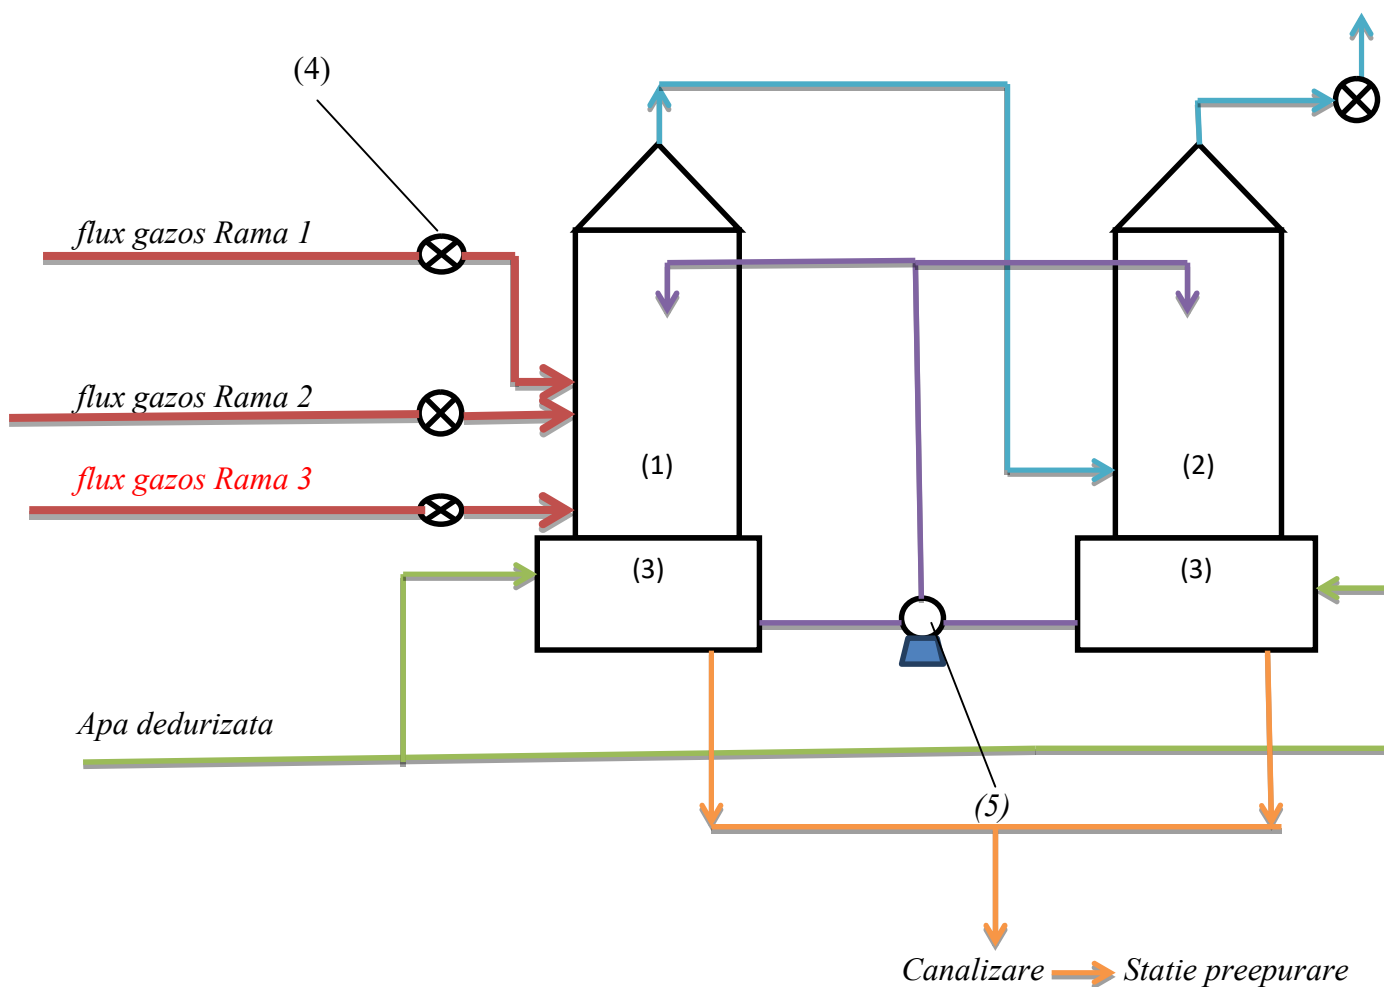 (4)
flux gazos Rama 1
flux gazos Rama 2
flux gazos Rama 3
(1)
(2)
(3)
(3)
Apa dedurizata
(5)
Canalizare
Statie preepurare